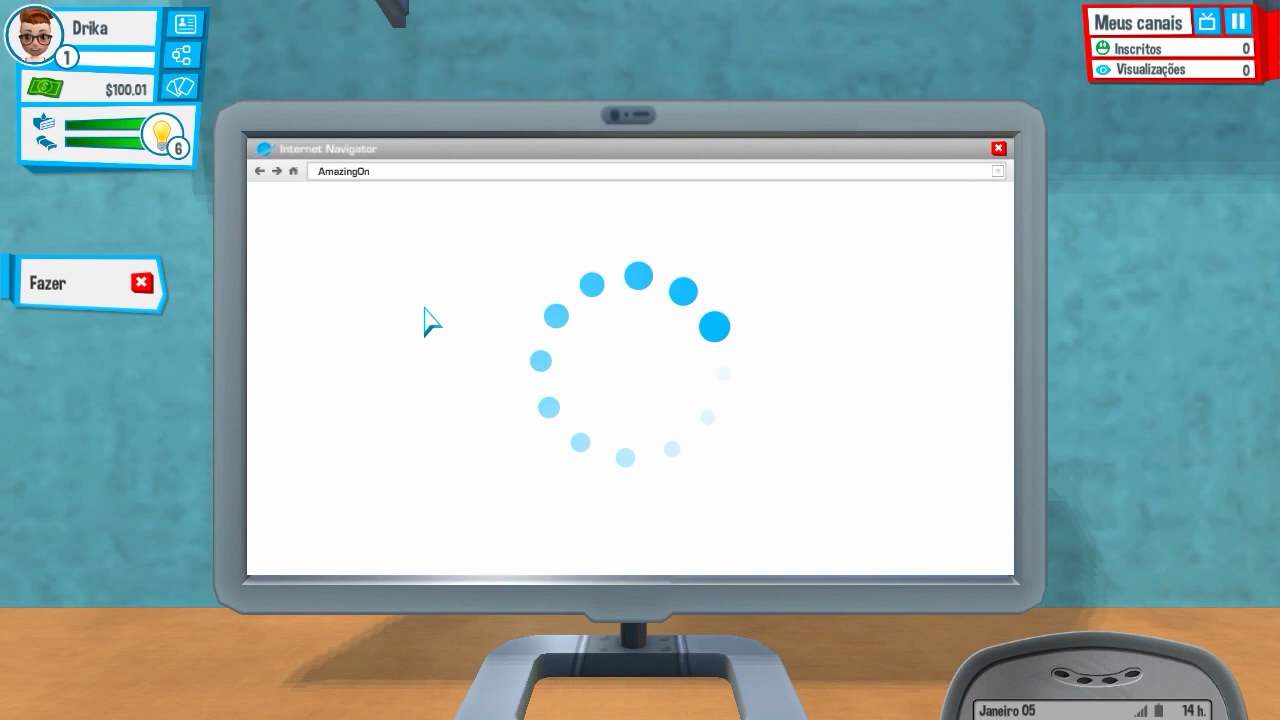 Drika
1
$100.01
6
Meus canais
Inscritos 0
Visualizações 0
Internet Navigator
AmazingOn
Fazer
Janeiro 05 14 h.